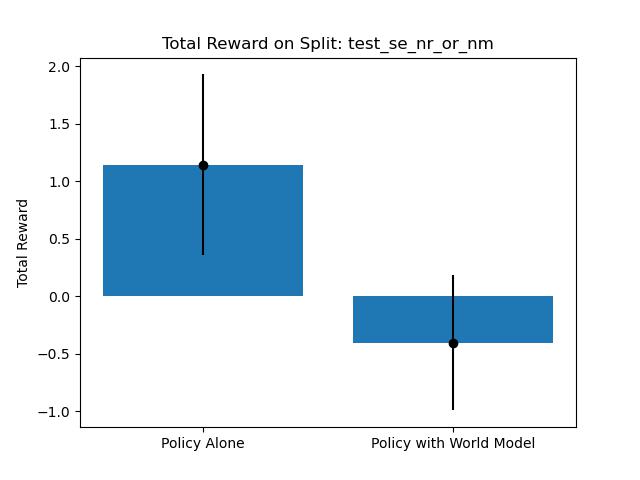 Total Reward on Split: test_se_nr_or_nm
Total Reward
2.0
1.5
1.0
0.5
0.0
−0.5
−1.0
Policy Alone
Policy with World Model